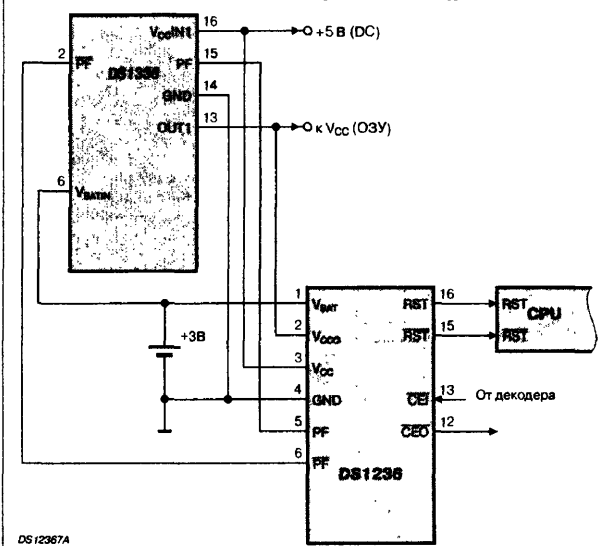 16
VCCIN1
+5 В (DC)
2
PF
DS1336
15
PF
14
GND
13
OUT1
к VCC (ОЗУ)
6
VBATIN
1
VBAT
RST
16
RST
CPU
+3В
2
VCCO
RST
15
RST
3
VCC
4
GND
CEI
13
От декодера
5
PF
CEO
12
6
PF
DS1236
DS12367A